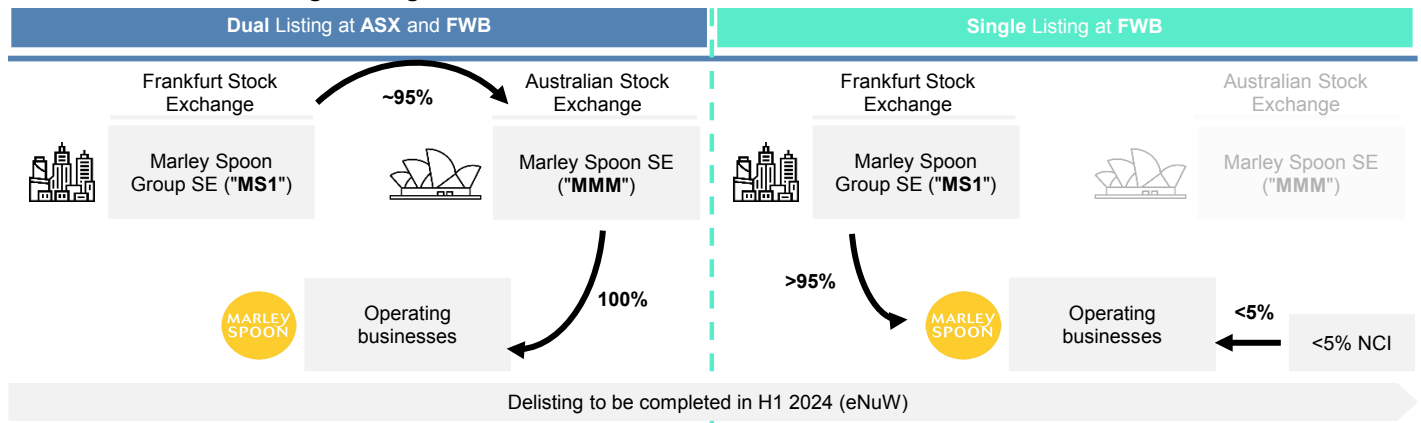 Dual Listing at ASX and FWB
Single Listing at FWB
Frankfurt Stock
Exchange
~95%
Australian Stock
Exchange
Marley Spoon
Group SE ("MS1")
Marley Spoon SE
("MMM")
100%
MARLEY
SPOON
Operating
businesses
Frankfurt Stock
Exchange
Australian Stock
Exchange
Marley Spoon
Group SE ("MS1")
Marley Spoon SE
("MMM")
>95%
MARLEY
SPOON
Operating
businesses
<5%
<5% NCI
Delisting to be completed in H1 2024 (eNuW)